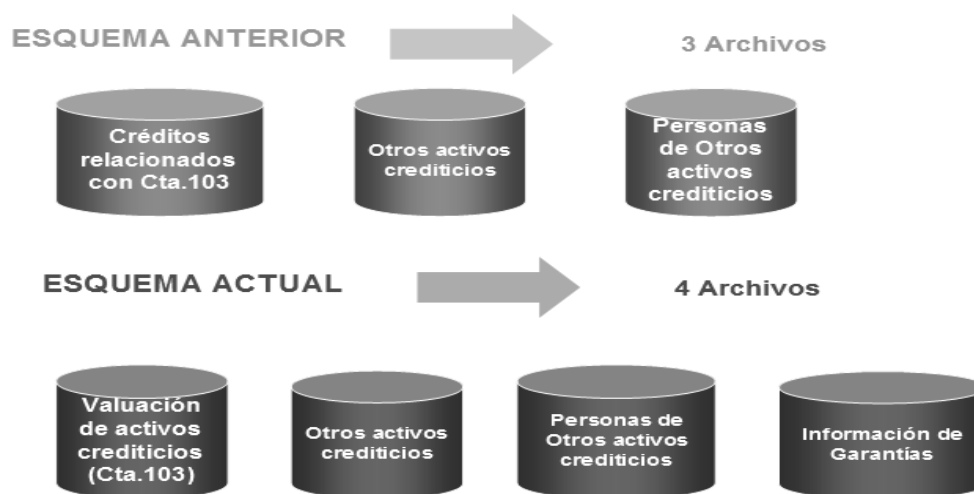 ESQUEMA ANTERIOR
3 Archivos
Créditos
relacionados
con Cta.103
Otros activos
crediticios
Personas
de Otros
activos
crediticios
ESQUEMA ACTUAL
4 Archivos
Valuación
de activos
crediticios
(Cta.103)
Otros activos
crediticios
Personas de
Otros activos
crediticios
Información de
Garantías